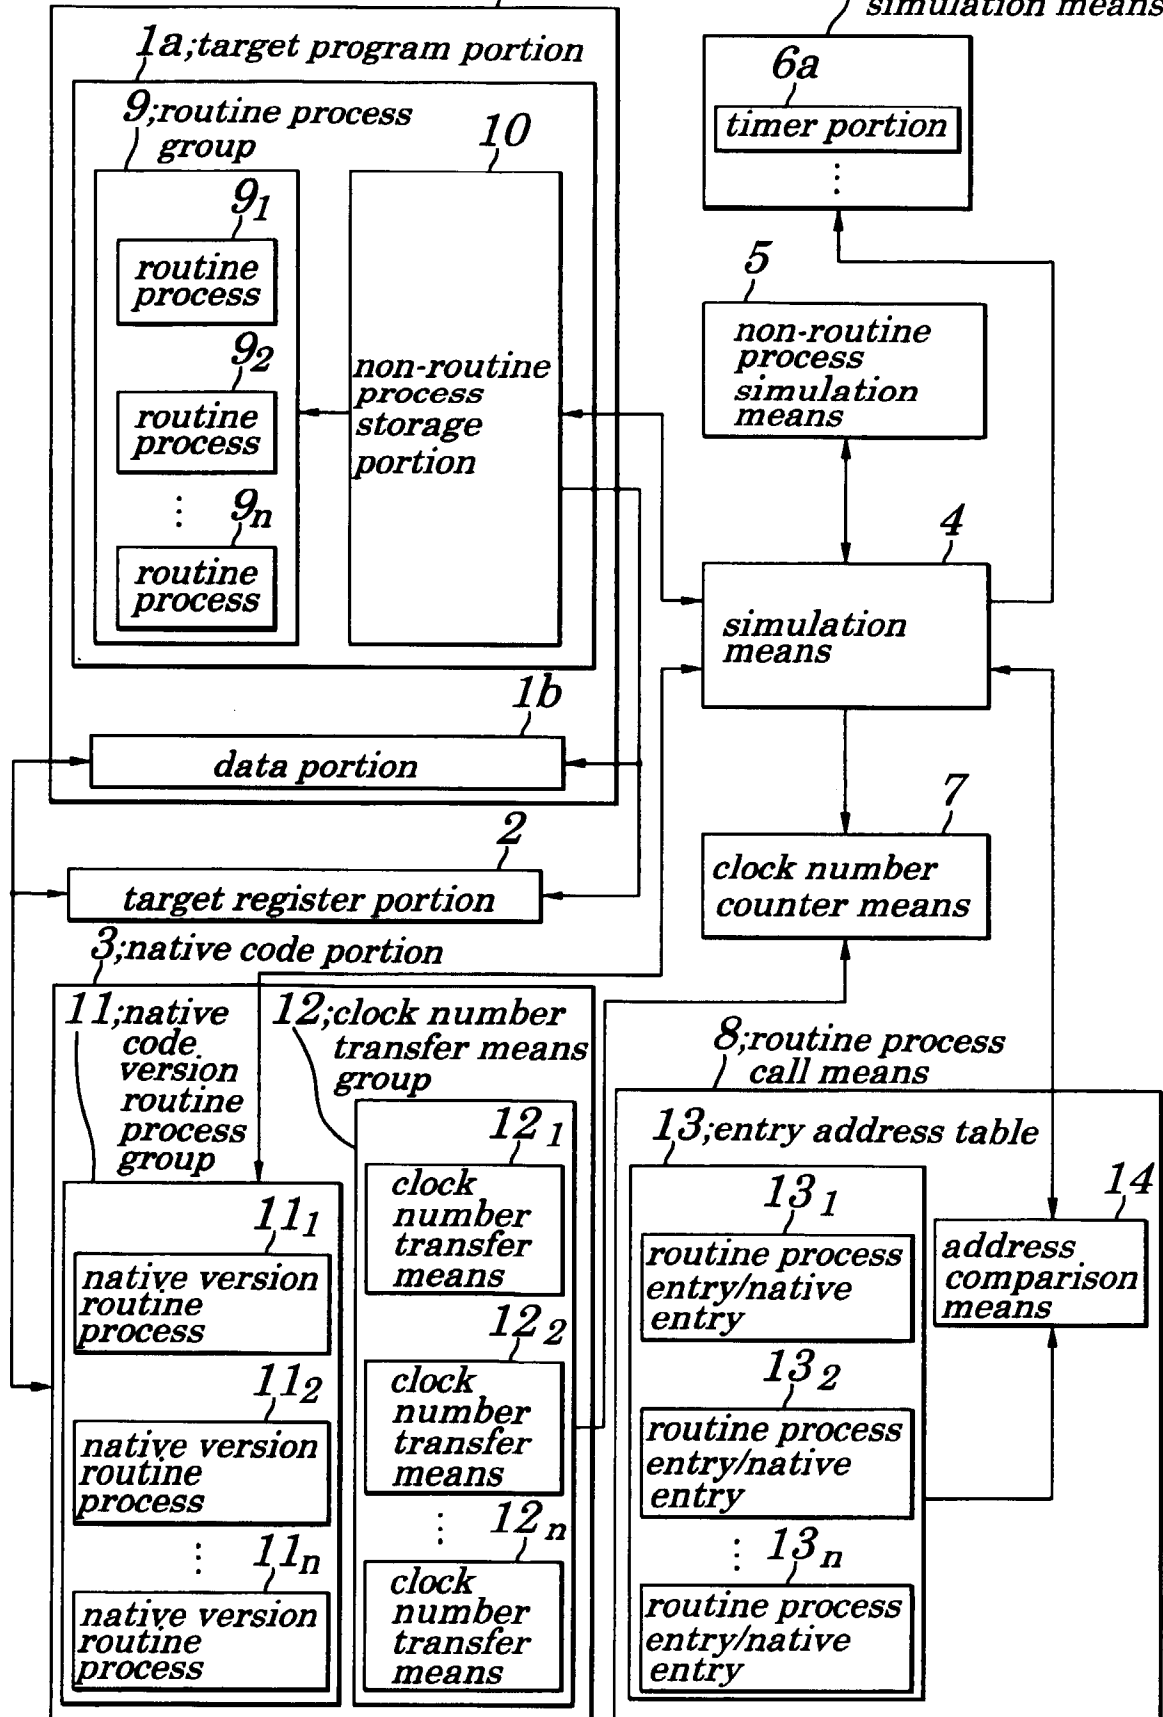 simulation means
1a;target program portion
6a
timer portion
9;routine process
group
10
9₁
routine
process
9₂
routine
process
9ₙ
routine
process
non-routine
process
storage
portion
5
non-routine
process
simulation
means
4
simulation
means
1b
data portion
7
clock number
counter means
2
target register portion
3;native code portion
11;native
code
version
routine
process
group
12;clock number
transfer means
group
8;routine process
call means
11₁
native version
routine
process
11₂
native version
routine
process
11ₙ
native version
routine
process
12₁
clock
number
transfer
means
12₂
clock
number
transfer
means
12ₙ
clock
number
transfer
means
13;entry address table
13₁
routine process
entry/native
entry
13₂
routine process
entry/native
entry
13ₙ
routine process
entry/native
entry
14
address
comparison
means